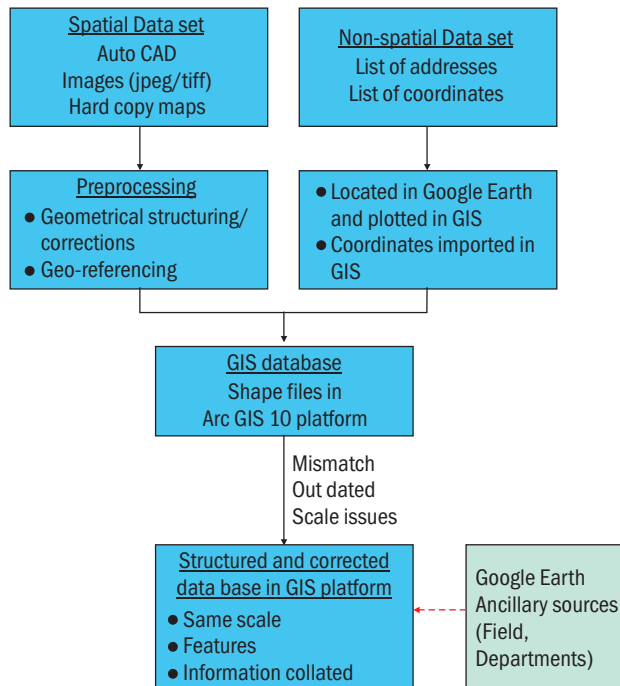 Spatial Data set
Auto CAD
Images (jpeg/tiff)
Hard copy maps
Non-spatial Data set
List of addresses
List of coordinates
Preprocessing
● Geometrical structuring/
corrections
● Geo-referencing
● Located in Google Earth
and plotted in GIS
● Coordinates imported in
GIS
GIS database
Shape files in
Arc GIS 10 platform
Mismatch
Out dated
Scale issues
Structured and corrected
data base in GIS platform
● Same scale
● Features
● Information collated
Google Earth
Ancillary sources
(Field,
Departments)